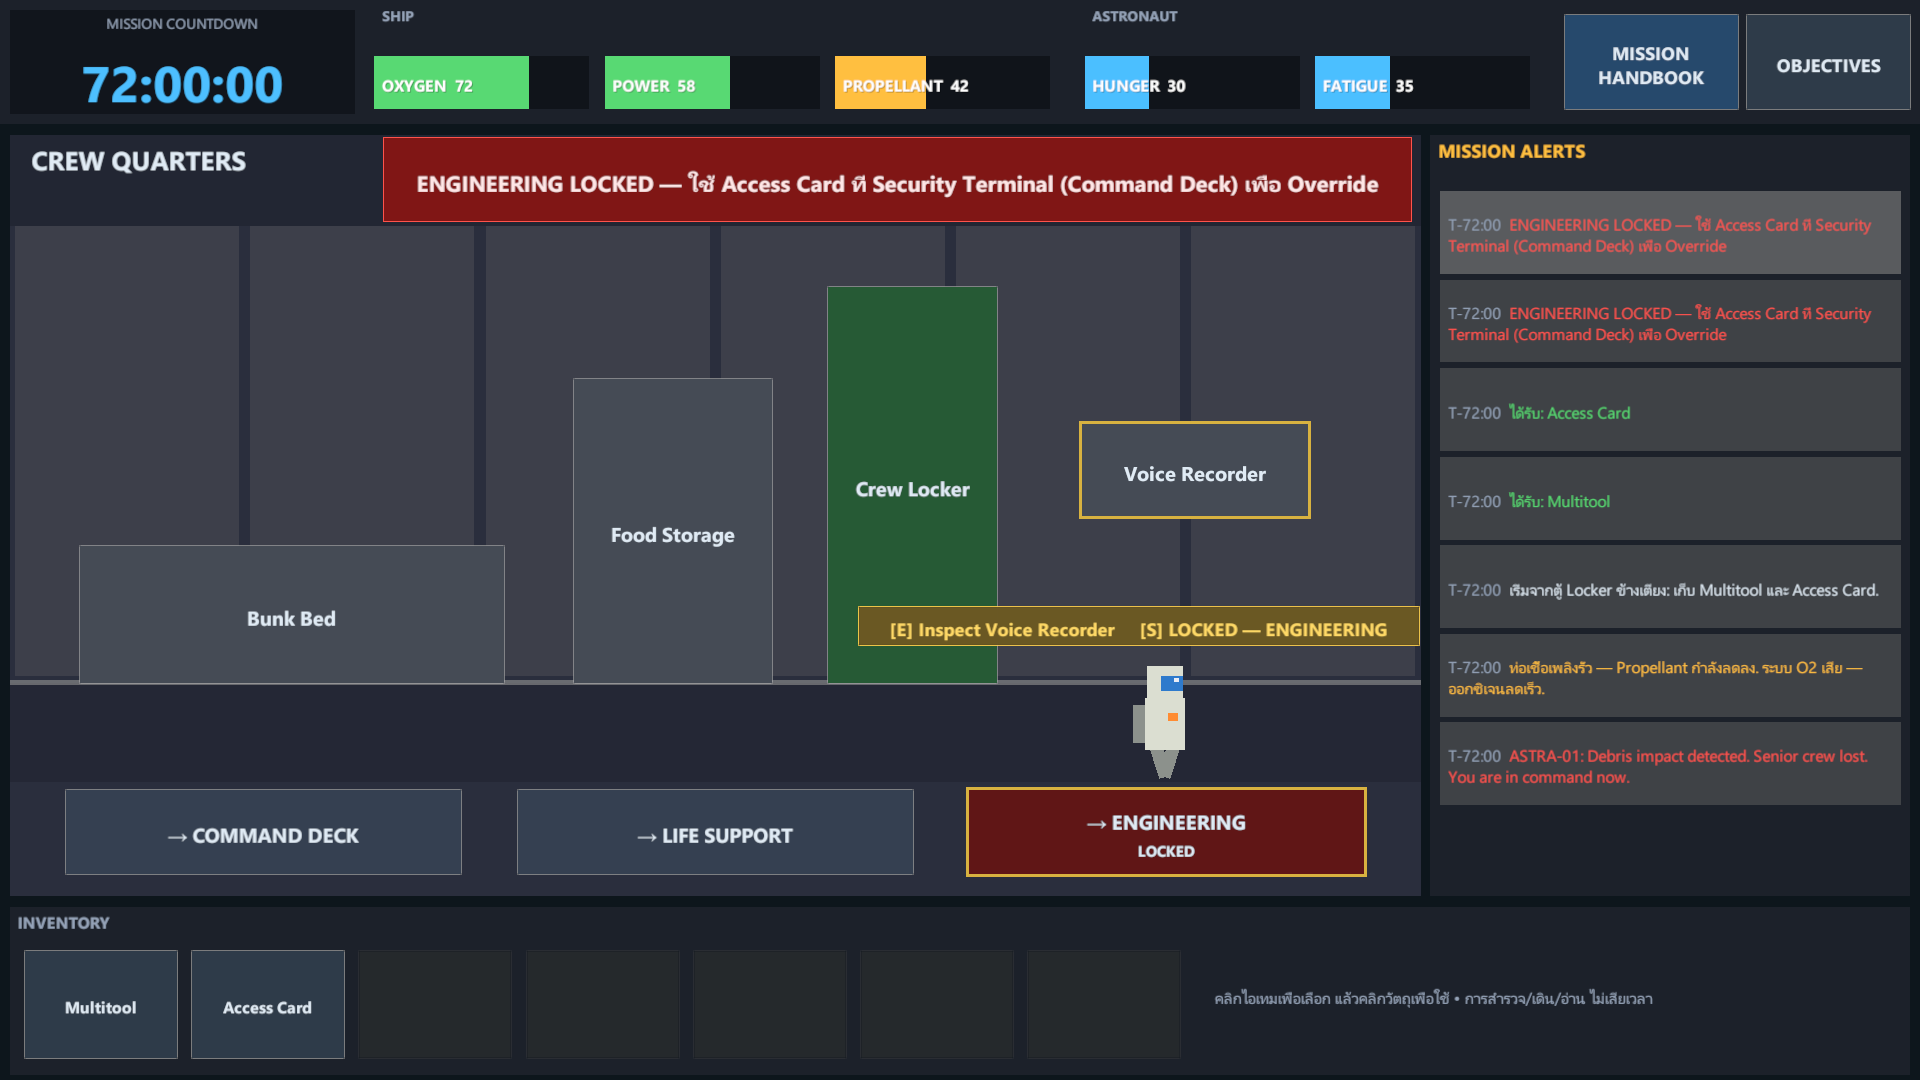 MISSION COUNTDOWN
72:00:00
SHIP
OXYGEN 72
POWER 58
PROPELLANT 42
ASTRONAUT
HUNGER 30
FATIGUE 35
MISSION
HANDBOOK
OBJECTIVES
CREW QUARTERS
ENGINEERING LOCKED — ใช้ Access Card ที่ Security Terminal (Command Deck) เพื่อ Override
Bunk Bed
Food Storage
Crew Locker
Voice Recorder
[E] Inspect Voice Recorder [S] LOCKED — ENGINEERING
→ COMMAND DECK
→ LIFE SUPPORT
→ ENGINEERING
LOCKED
MISSION ALERTS
T-72:00 ENGINEERING LOCKED — ใช้ Access Card ที่ Security
Terminal (Command Deck) เพื่อ Override
T-72:00 ENGINEERING LOCKED — ใช้ Access Card ที่ Security
Terminal (Command Deck) เพื่อ Override
T-72:00 ได้รับ: Access Card
T-72:00 ได้รับ: Multitool
T-72:00 เริ่มจากตู้ Locker ข้างเตียง: เก็บ Multitool และ Access Card.
T-72:00 ท่อเชื้อเพลิงรั่ว — Propellant กำลังลดลง. ระบบ O2 เสีย —
ออกซิเจนลดเร็ว.
T-72:00 ASTRA-01: Debris impact detected. Senior crew lost.
You are in command now.
INVENTORY
Multitool
Access Card
คลิกไอเทมเพื่อเลือก แล้วคลิกวัตถุเพื่อใช้ • การสำรวจ/เดิน/อ่าน ไม่เสียเวลา